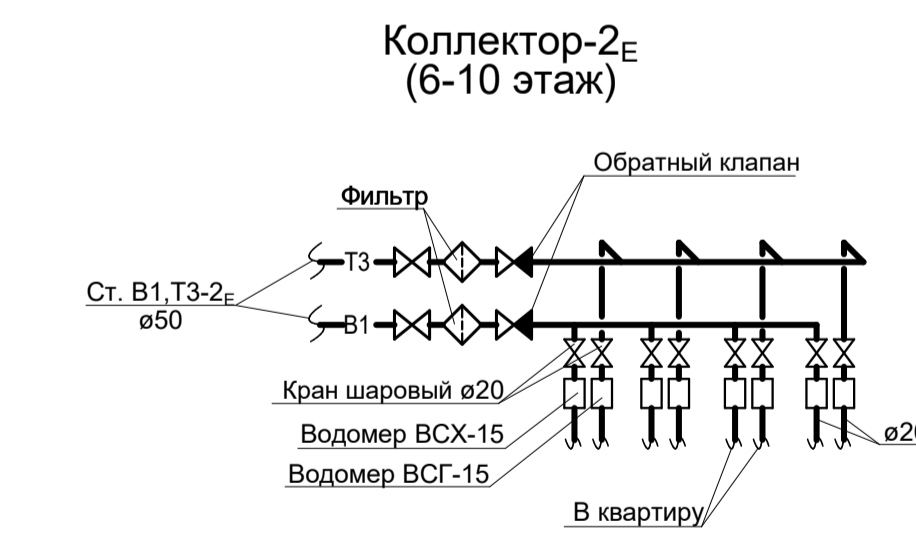 Коллектор-2Е
(6-10 этаж)
Обратный клапан
Фильтр
Т3
Ст. В1,Т3-2Е
ø50
В1
Кран шаровый ø20
Водомер ВСХ-15
ø20
Водомер ВСГ-15
В квартиру